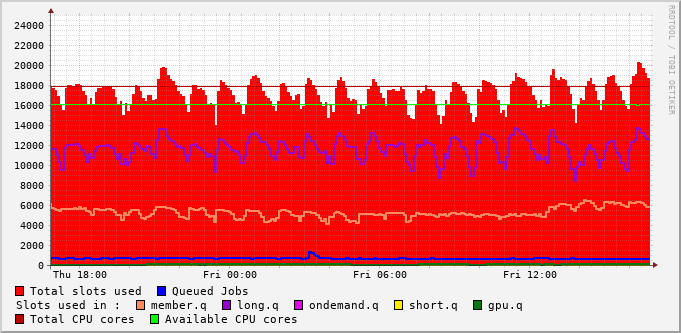 24000
22000
20000
18000
16000
14000
12000
10000
8000
6000
4000
2000
0
Thu 18:00 Fri 00:00 Fri 06:00 Fri 12:00
RRDTOOL / TOBI OETIKER
Total slots used Queued Jobs
Slots used in : member.q long.q ondemand.q short.q gpu.q
Total CPU cores Available CPU cores